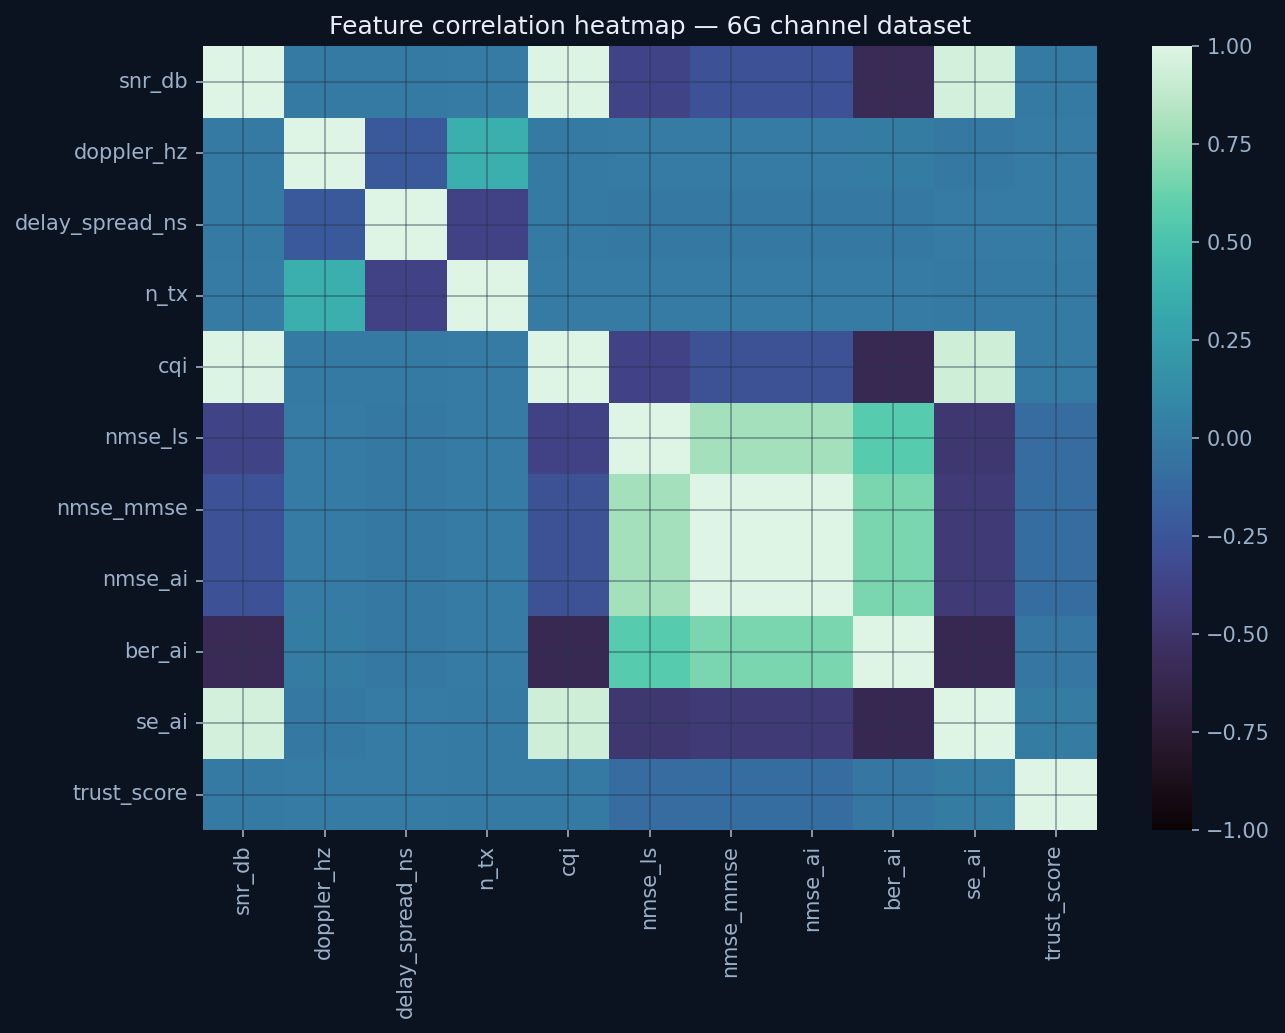 Feature correlation heatmap — 6G channel dataset
snr_db
doppler_hz
delay_spread_ns
n_tx
cqi
nmse_ls
nmse_mmse
nmse_ai
ber_ai
se_ai
trust_score
snr_db
doppler_hz
delay_spread_ns
n_tx
cqi
nmse_ls
nmse_mmse
nmse_ai
ber_ai
se_ai
trust_score
1.00
0.75
0.50
0.25
0.00
−0.25
−0.50
−0.75
−1.00